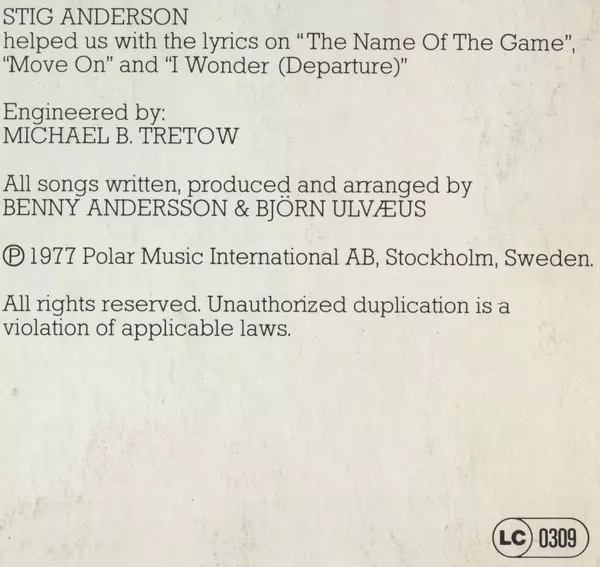 STIG ANDERSON
helped us with the lyrics on “The Name Of The Game”,
“Move On” and “I Wonder (Departure)”
Engineered by:
MICHAEL B. TRETOW
All songs written, produced and arranged by
BENNY ANDERSSON & BJÖRN ULVÆUS
℗ 1977 Polar Music International AB, Stockholm, Sweden.
All rights reserved. Unauthorized duplication is a
violation of applicable laws.
LC 0309